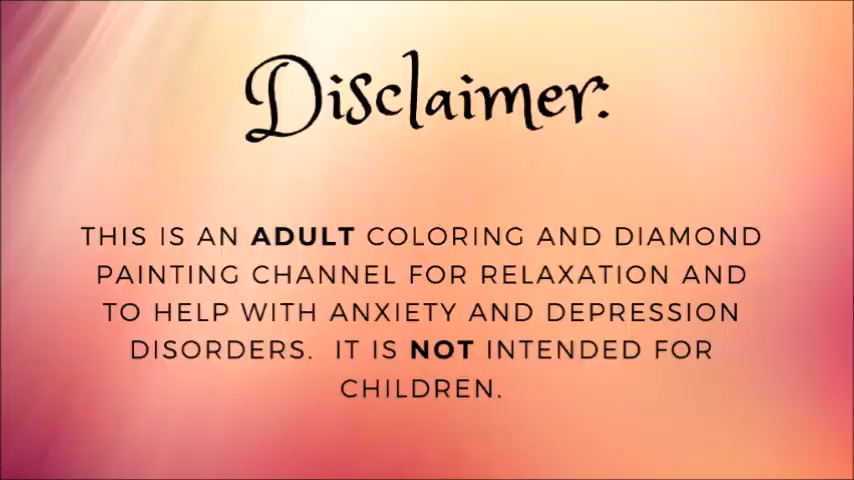 Disclaimer:
THIS IS AN ADULT COLORING AND DIAMOND
PAINTING CHANNEL FOR RELAXATION AND
TO HELP WITH ANXIETY AND DEPRESSION
DISORDERS.  IT IS NOT INTENDED FOR
CHILDREN.